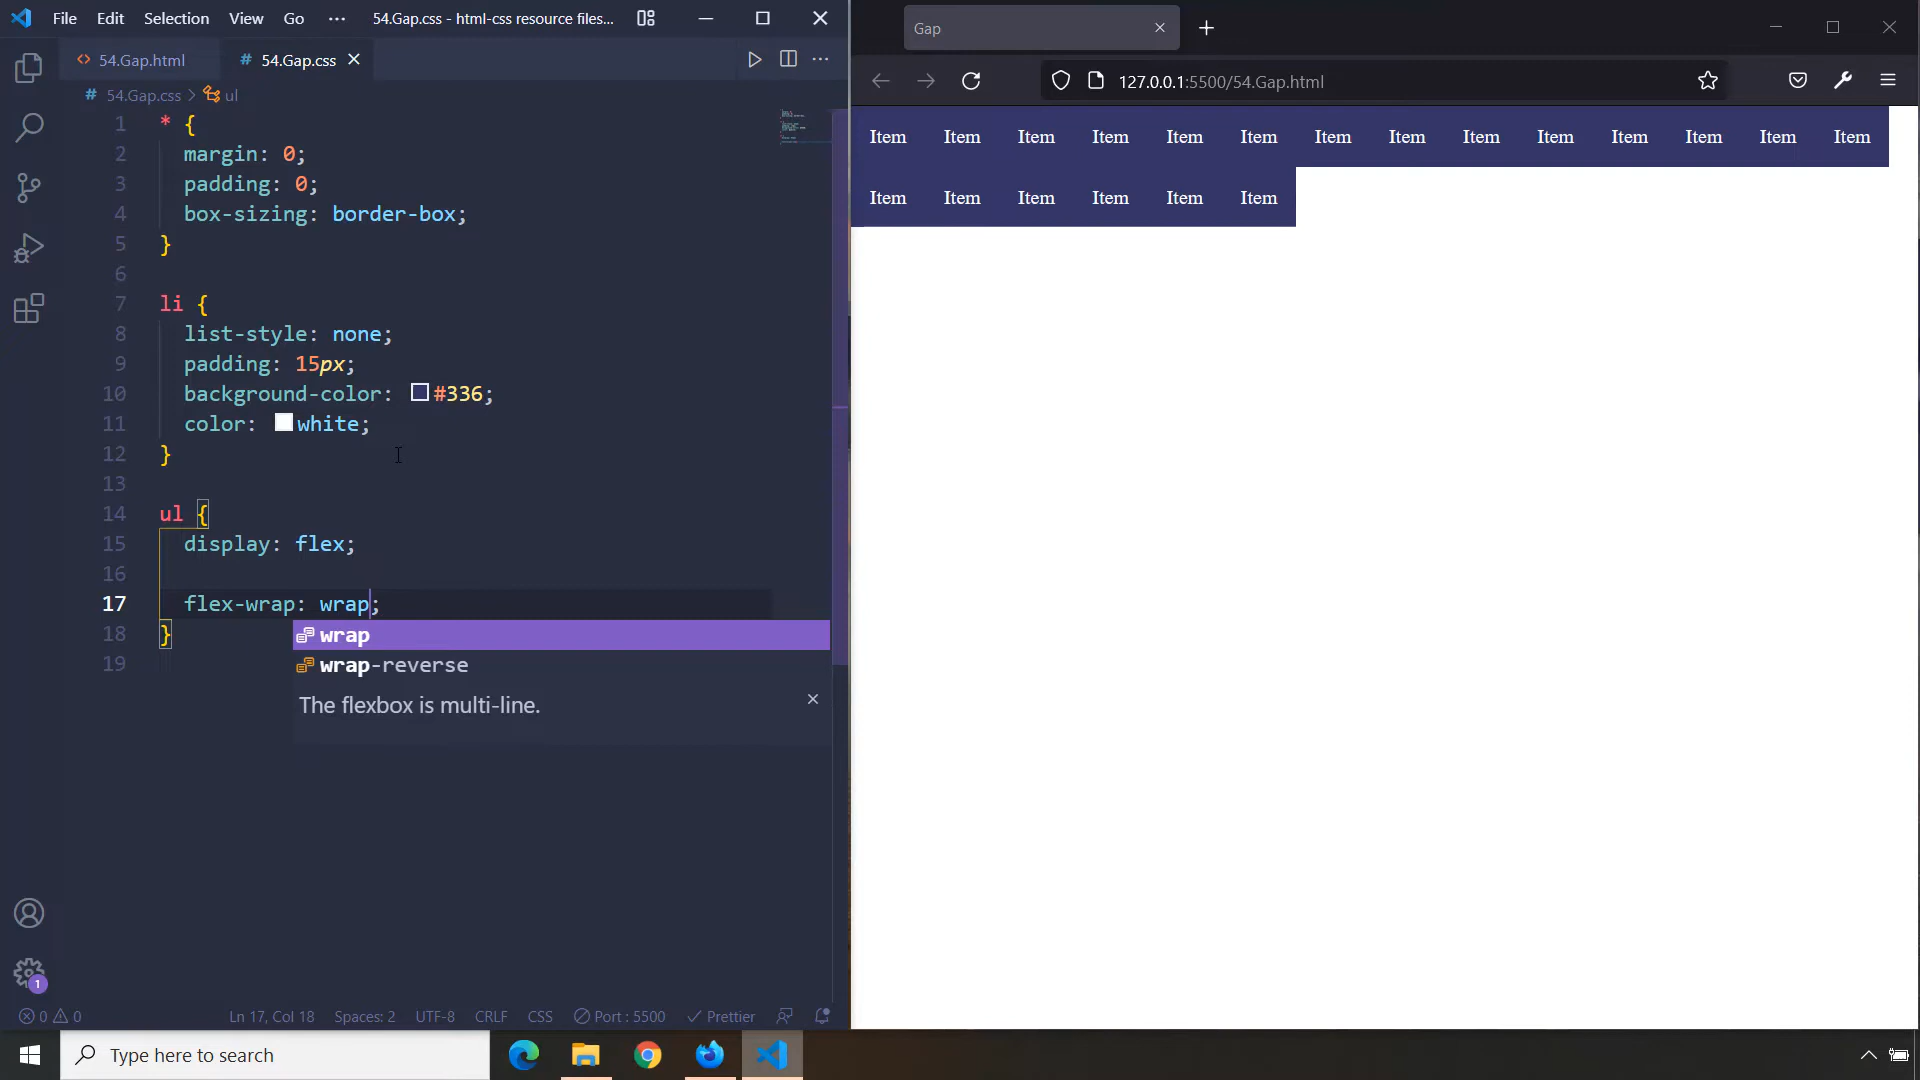 File Edit Selection View Go ··· 54.Gap.css - html-css resource files...
54.Gap.html 54.Gap.css
54.Gap.css > ul
1 * {
2 margin: 0;
3 padding: 0;
4 box-sizing: border-box;
5 }
6
7 li {
8 list-style: none;
9 padding: 15px;
10 background-color: #336;
11 color: white;
12 }
13
14 ul {
15 display: flex;
16
17 flex-wrap: wrap;
18 }
19
wrap
wrap-reverse
The flexbox is multi-line.
1
0 0 Ln 17, Col 18 Spaces: 2 UTF-8 CRLF CSS Port : 5500 Prettier
Gap
127.0.0.1:5500/54.Gap.html
Item Item Item Item Item Item Item Item Item Item Item Item Item Item
Item Item Item Item Item Item
Type here to search